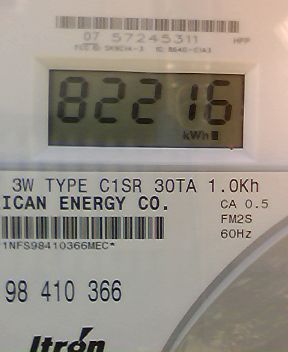 07 57245311 HPP
82216
kWh
3W TYPE C1SR 30TA 1.0Kh
ICAN ENERGY CO. CA 0.5
FM2S
60Hz
1NFS98410366MEC*
98 410 366
Itron